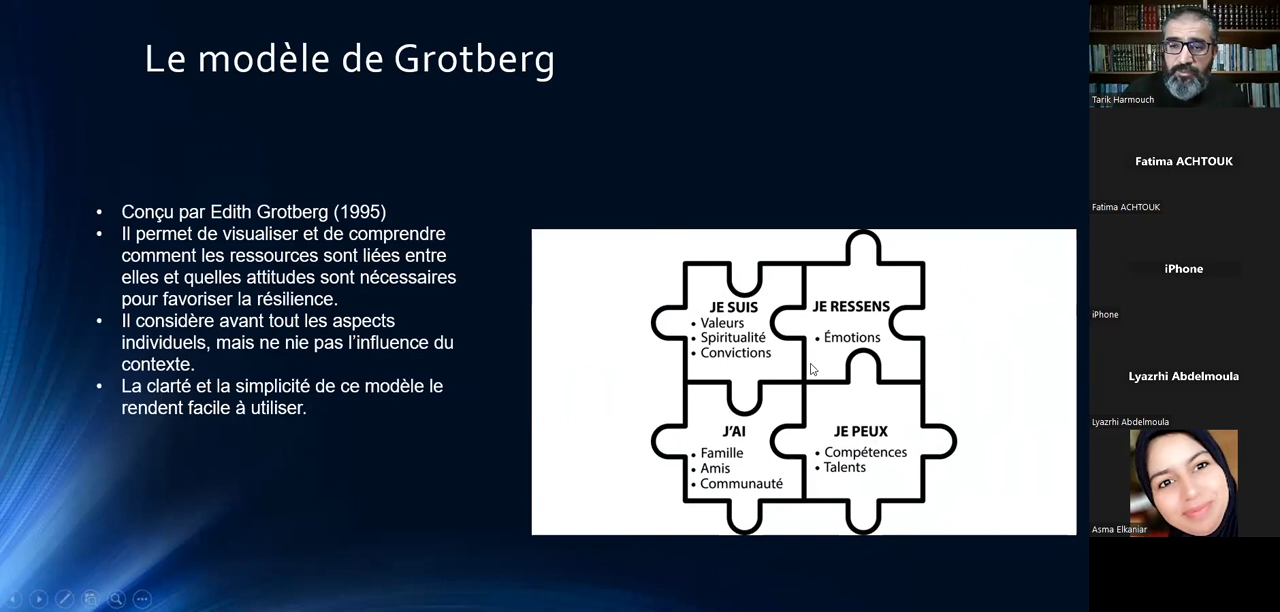 Le modèle de Grotberg
• Conçu par Edith Grotberg (1995)
• Il permet de visualiser et de comprendre
comment les ressources sont liées entre
elles et quelles attitudes sont nécessaires
pour favoriser la résilience.
• Il considère avant tout les aspects
individuels, mais ne nie pas l’influence du
contexte.
• La clarté et la simplicité de ce modèle le
rendent facile à utiliser.
JE SUIS
• Valeurs
• Spiritualité
• Convictions
JE RESSENS
• Émotions
J’AI
• Famille
• Amis
• Communauté
JE PEUX
• Compétences
• Talents
Tarik Harmouch
Fatima ACHTOUK
Fatima ACHTOUK
iPhone
iPhone
Lyazrhi Abdelmoula
Lyazrhi Abdelmoula
Asma Elkaniar